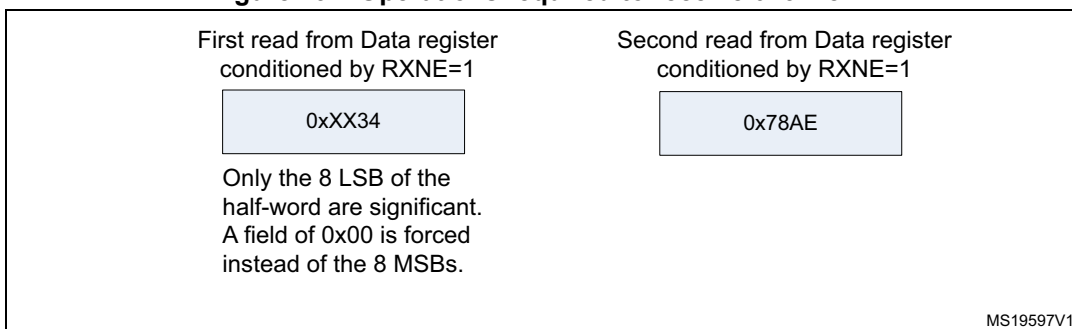 First read from Data register
conditioned by RXNE=1
0xXX34
Only the 8 LSB of the
half-word are significant.
A field of 0x00 is forced
instead of the 8 MSBs.
Second read from Data register
conditioned by RXNE=1
0x78AE
MS19597V1